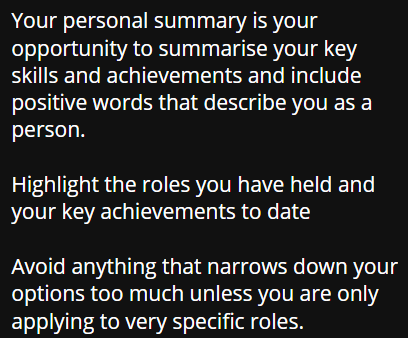 Your personal summary is your
opportunity to summarise your key
skills and achievements and include
positive words that describe you as a
person.
Highlight the roles you have held and
your key achievements to date
Avoid anything that narrows down your
options too much unless you are only
applying to very specific roles.